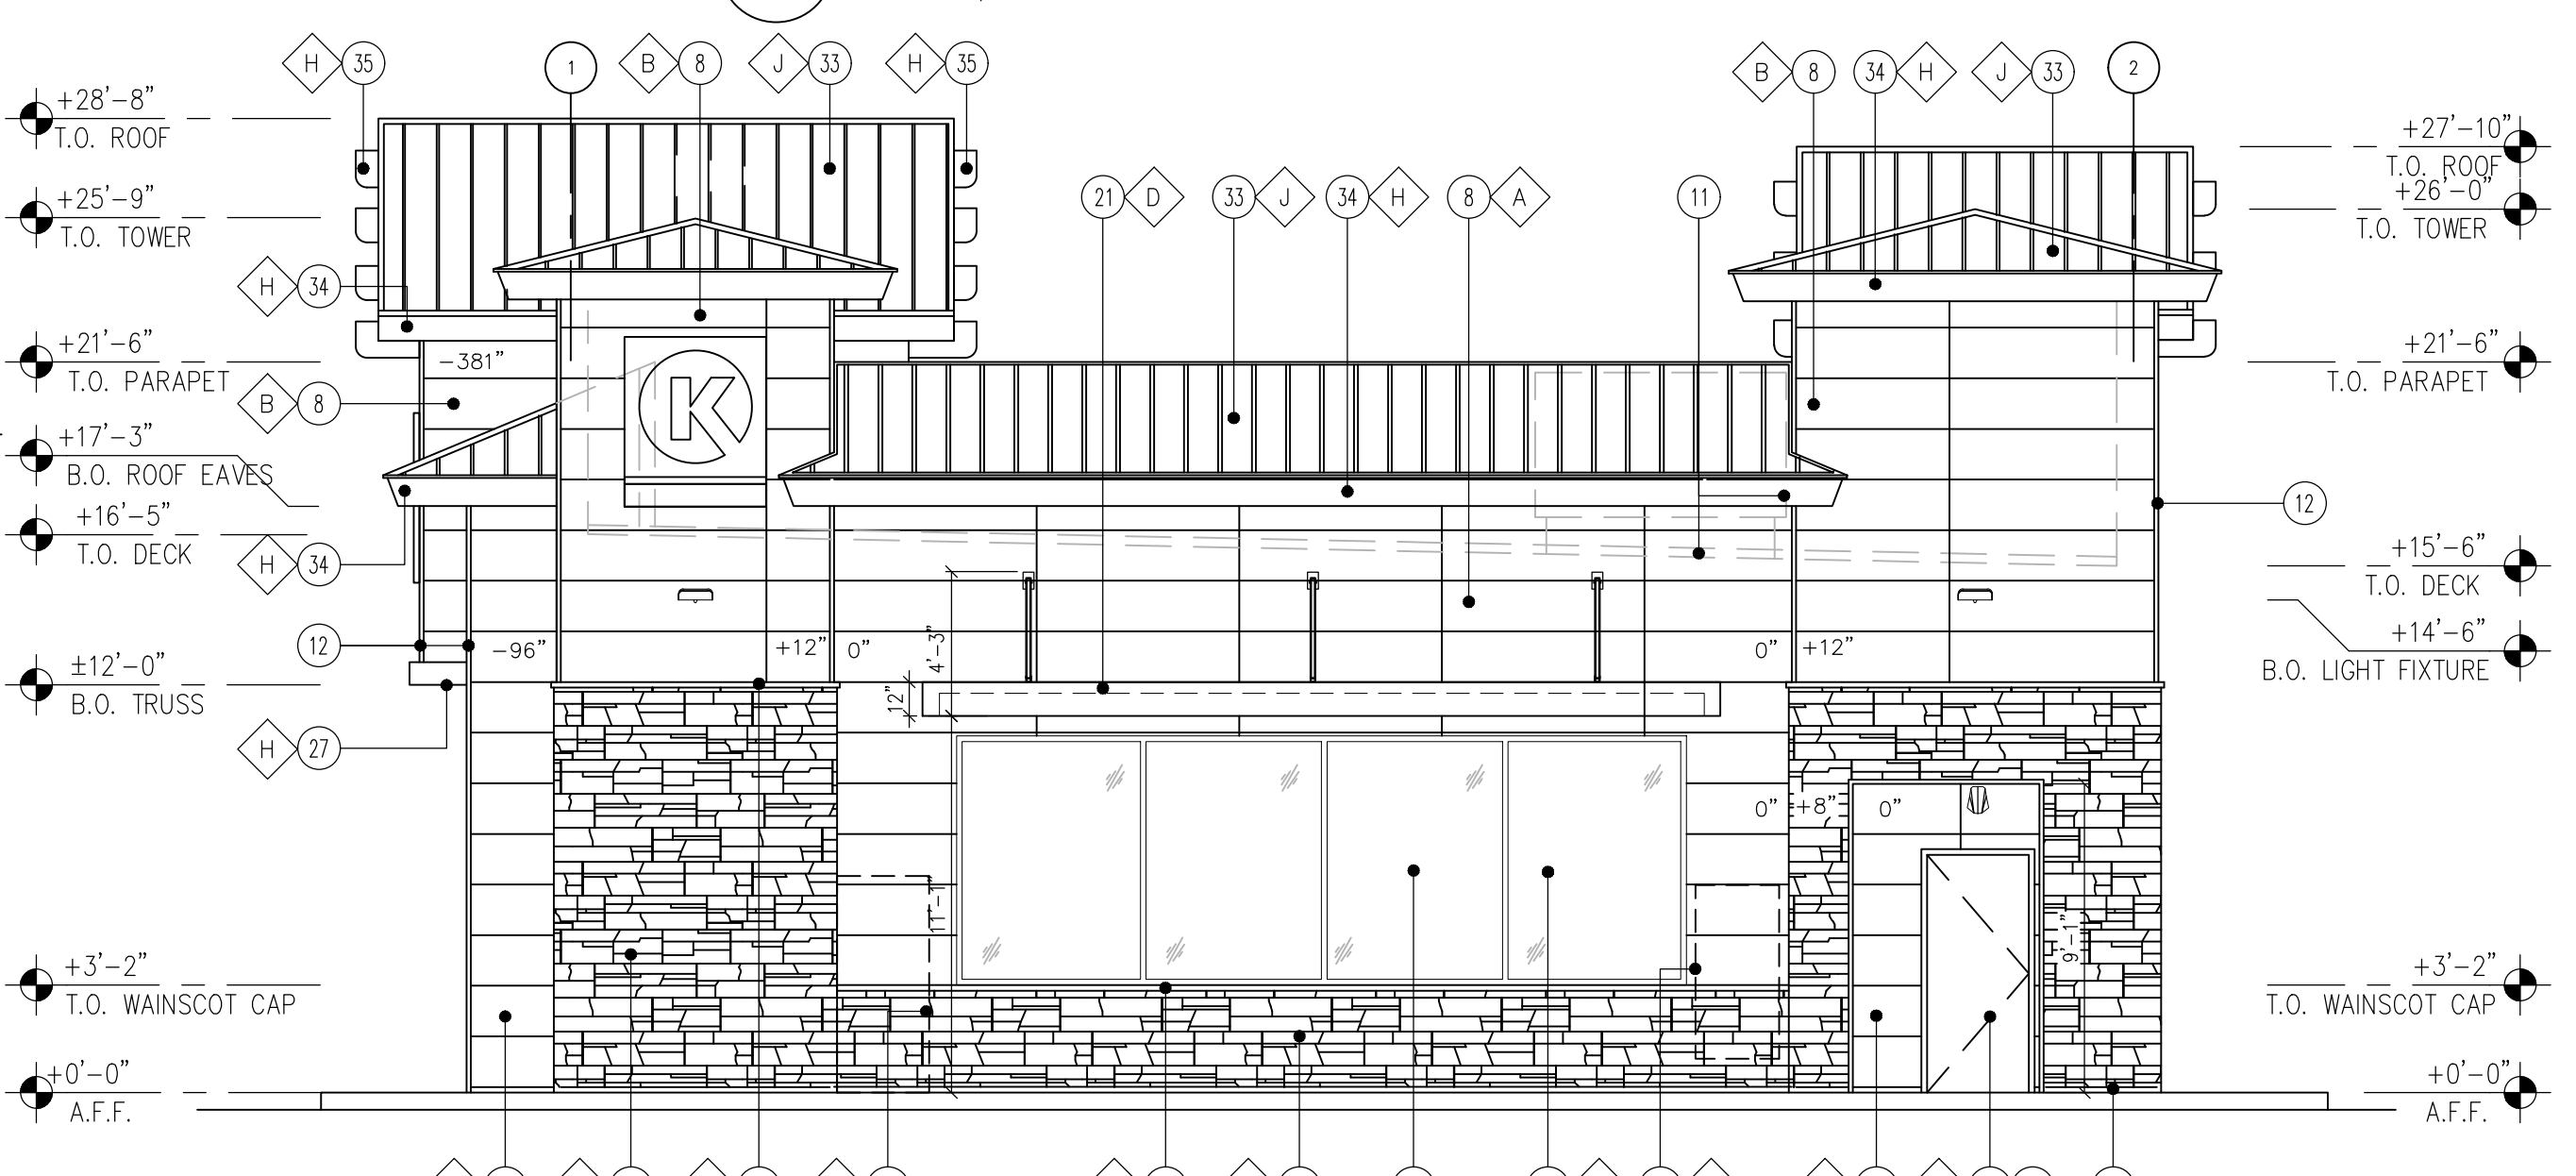 H 35 1 B 8 J 33 H 35 B 8 34 H J 33 2
+28'-8"
T.O. ROOF
+25'-9"
T.O. TOWER
H 34
+21'-6"
T.O. PARAPET
B 8
+17'-3"
B.O. ROOF EAVES
+16'-5"
T.O. DECK
H 34
12
±12'-0"
B.O. TRUSS
H 27
+3'-2"
T.O. WAINSCOT CAP
+0'-0"
A.F.F.
21 D 33 J 34 H 8 A 11
-381"
K
-96" +12" 0" 0" +12"
4'-3"
12"
0" +8" 0"
11'-1"
9'-1"
+27'-10"
T.O. ROOF
+26'-0"
T.O. TOWER
+21'-6"
T.O. PARAPET
12
+15'-6"
T.O. DECK
+14'-6"
B.O. LIGHT FIXTURE
+3'-2"
T.O. WAINSCOT CAP
+0'-0"
A.F.F.